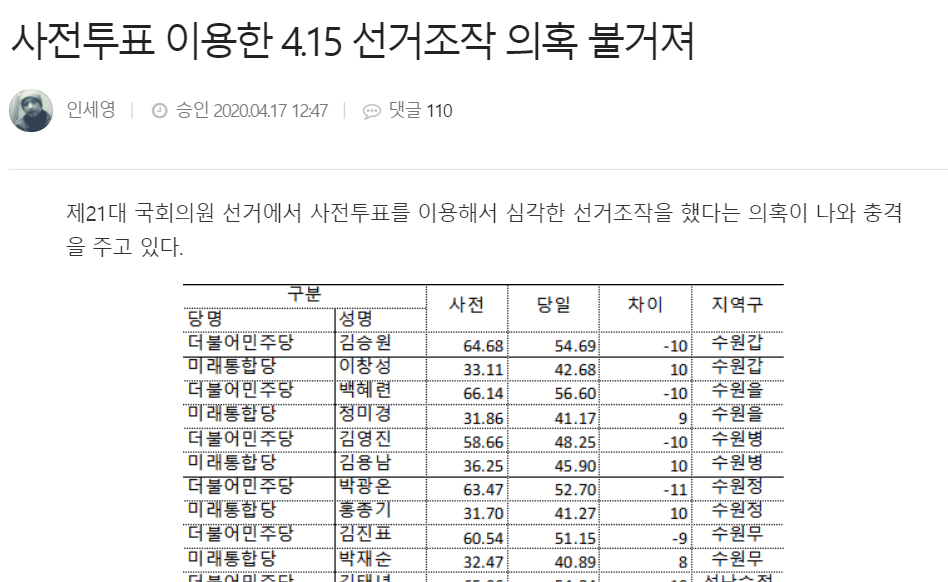 사전투표 이용한 4.15 선거조작 의혹 불거져
인세영 승인 2020.04.17 12:47 댓글 110
제21대 국회의원 선거에서 사전투표를 이용해서 심각한 선거조작을 했다는 의혹이 나와 충격
을 주고 있다.
구분 사전 당일 차이 지역구
당명 성명
더불어민주당 김승원 64.68 54.69 -10 수원갑
미래통합당 이창성 33.11 42.68 10 수원갑
더불어민주당 백혜련 66.14 56.60 -10 수원을
미래통합당 정미경 31.86 41.17 9 수원을
더불어민주당 김영진 58.66 48.25 -10 수원병
미래통합당 김용남 36.25 45.90 10 수원병
더불어민주당 박광온 63.47 52.70 -11 수원정
미래통합당 홍종기 31.70 41.27 10 수원정
더불어민주당 김진표 60.54 51.15 -9 수원무
미래통합당 박재순 32.47 40.89 8 수원무